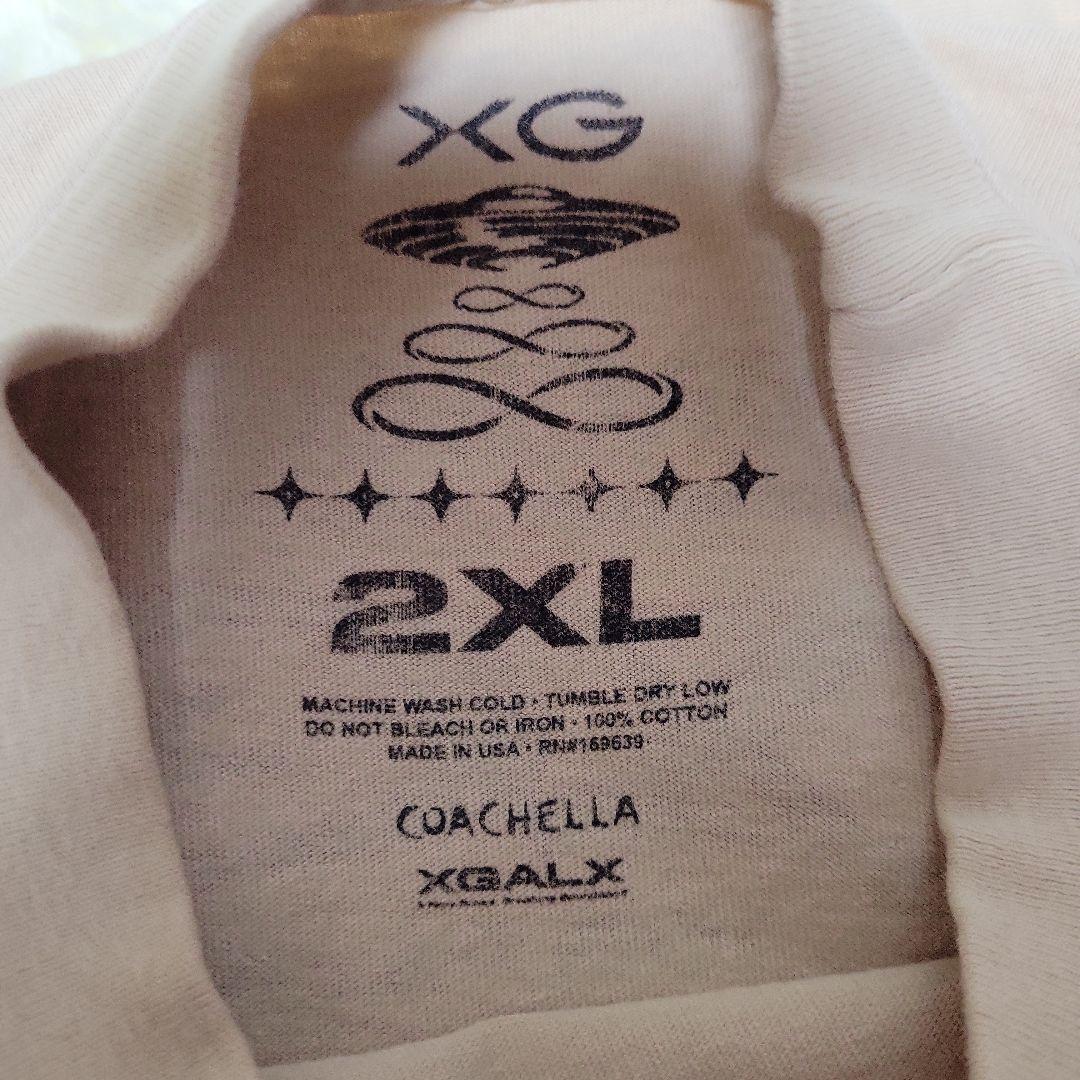 XG
2XL
MACHINE WASH COLD · TUMBLE DRY LOW
DO NOT BLEACH OR IRON · 100% COTTON
MADE IN USA · RN#169639
COACHELLA
XGALX